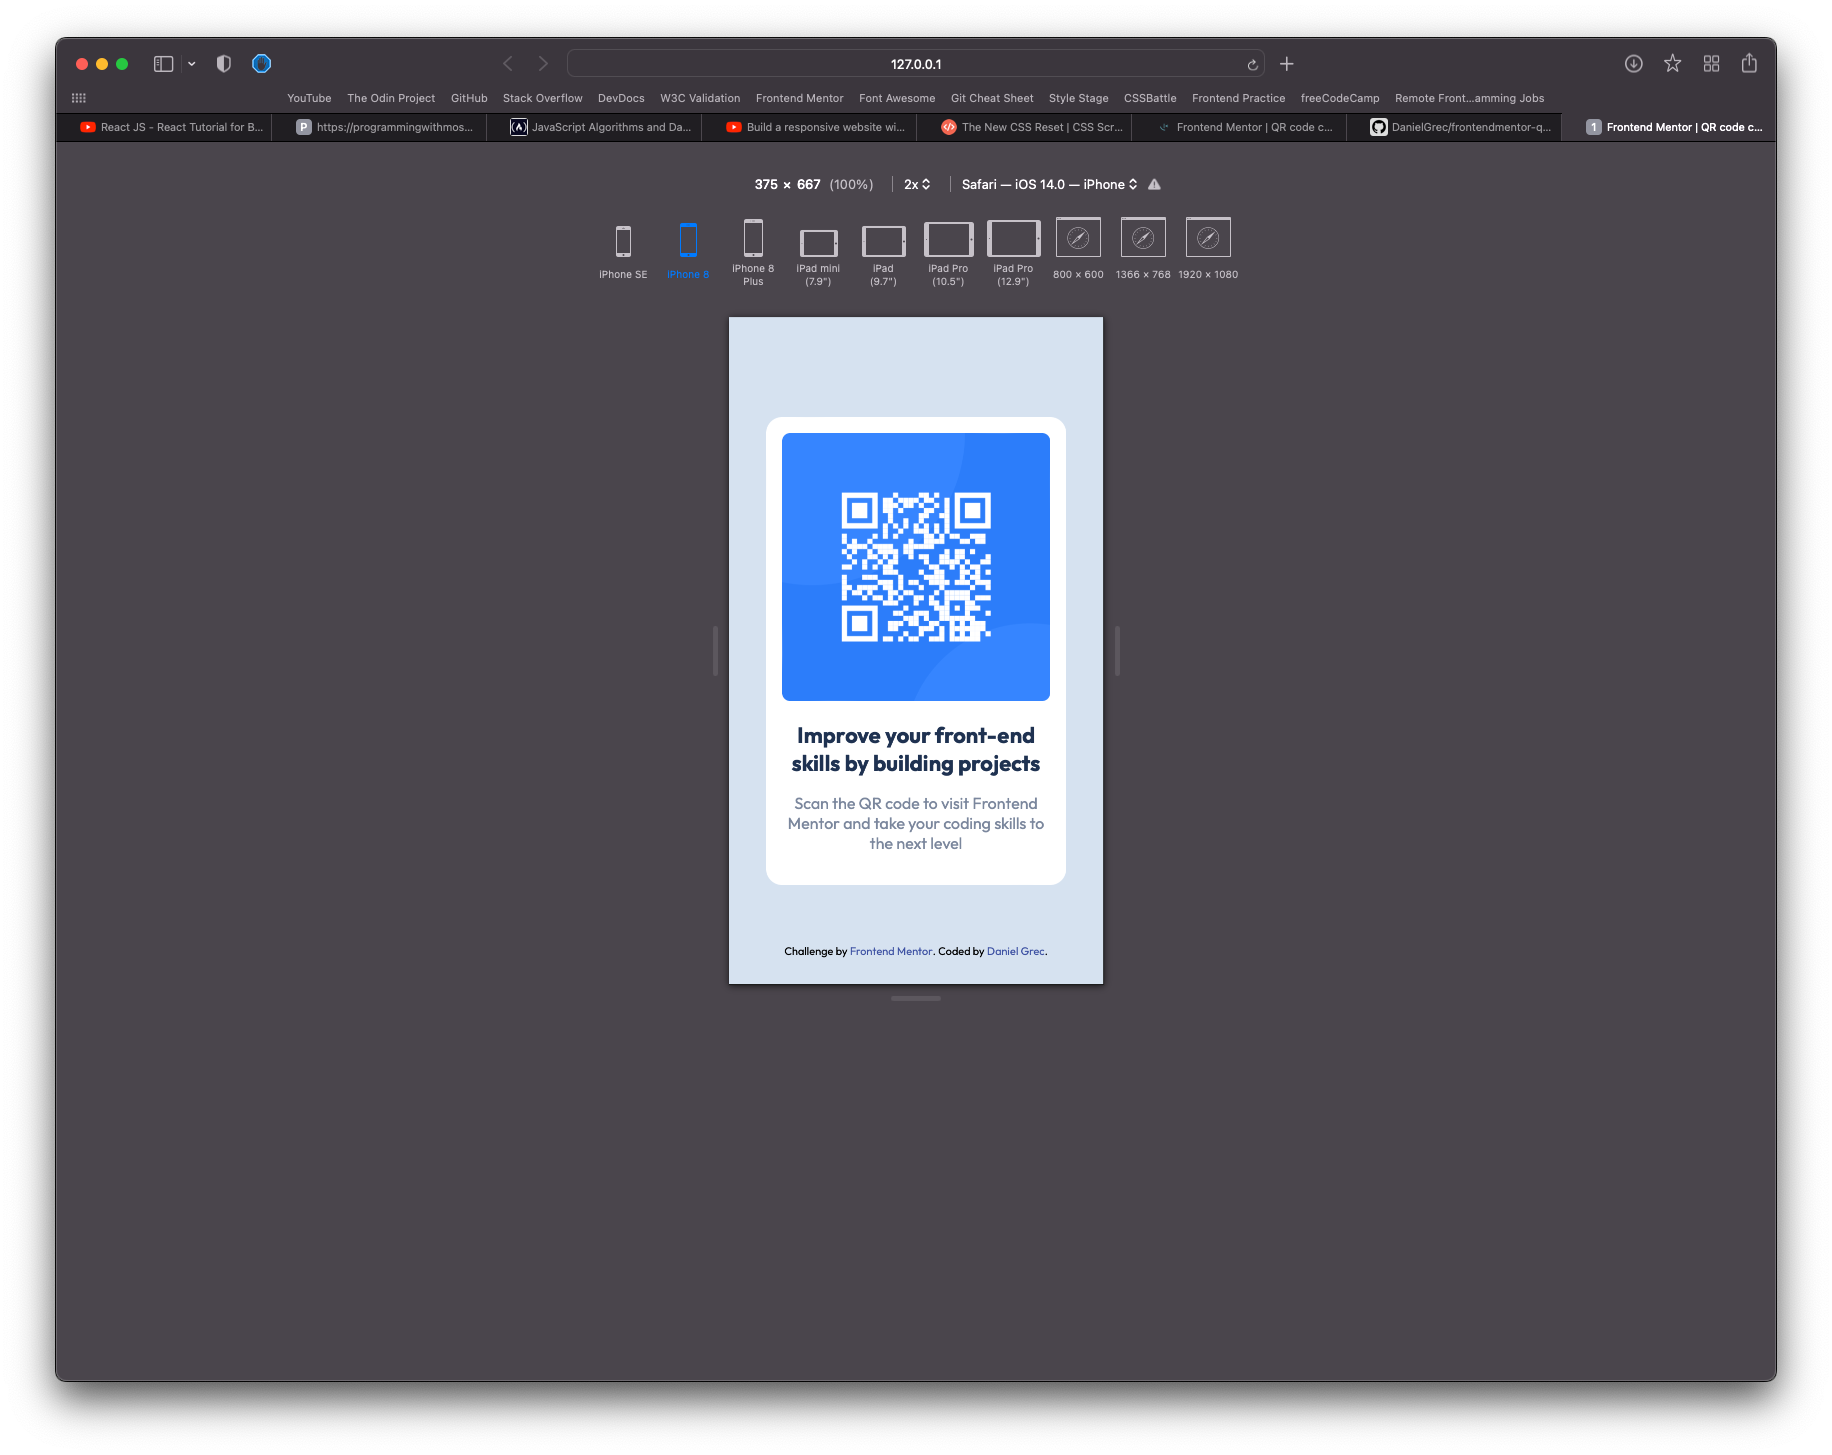 127.0.0.1
YouTube The Odin Project GitHub Stack Overflow DevDocs W3C Validation Frontend Mentor Font Awesome Git Cheat Sheet Style Stage CSSBattle Frontend Practice freeCodeCamp Remote Front...amming Jobs
React JS - React Tutorial for B... P https://programmingwithmos... (A) JavaScript Algorithms and Da... Build a responsive website wi... The New CSS Reset | CSS Scr... Frontend Mentor | QR code c... DanielGrec/frontendmentor-q... 1 Frontend Mentor | QR code c...
375 × 667 (100%) 2x Safari — iOS 14.0 — iPhone
iPhone SE iPhone 8 iPhone 8 Plus iPad mini (7.9") iPad (9.7") iPad Pro (10.5") iPad Pro (12.9") 800 × 600 1366 × 768 1920 × 1080
Improve your front-end
skills by building projects
Scan the QR code to visit Frontend
Mentor and take your coding skills to
the next level
Challenge by Frontend Mentor. Coded by Daniel Grec.